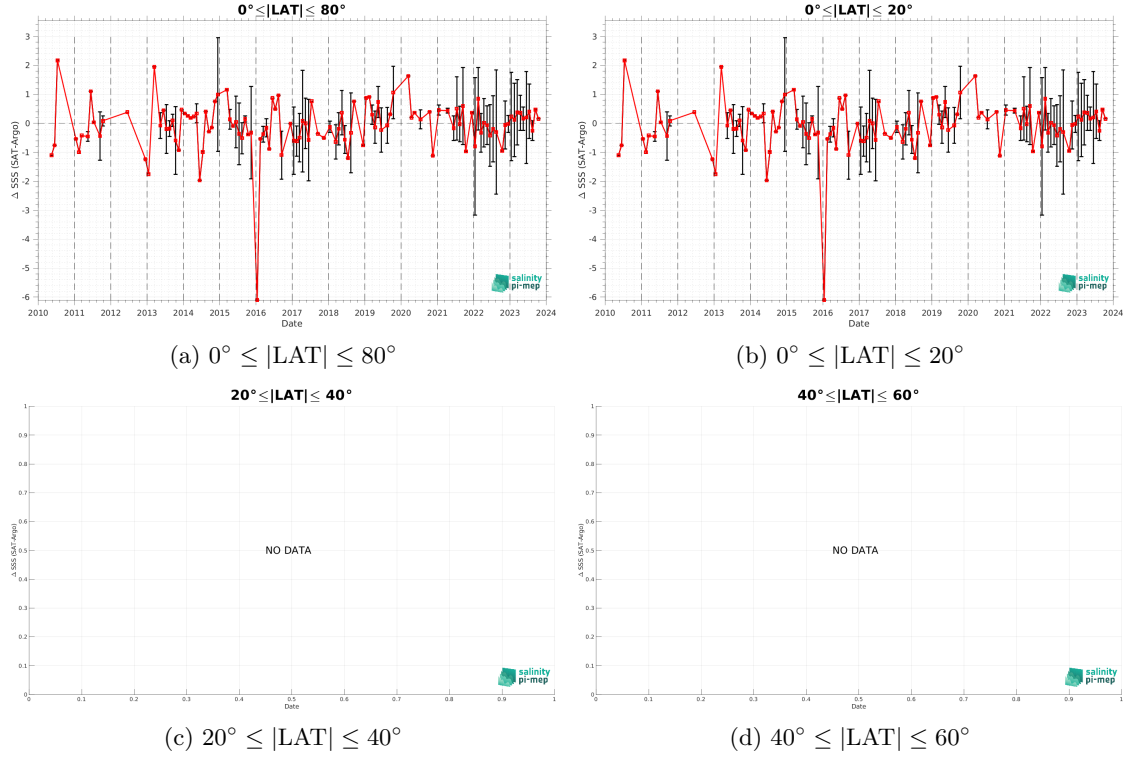 0°≤|LAT|≤ 80°
3
2
1
0
-1
-2
-3
-4
-5
-6
Δ SSS (SAT-Argo)
2010 2011 2012 2013 2014 2015 2016 2017 2018 2019 2020 2021 2022 2023 2024
Date
salinity
pi-mep
(a) 0° ≤ |LAT| ≤ 80°
0°≤|LAT|≤ 20°
3
2
1
0
-1
-2
-3
-4
-5
-6
Δ SSS (SAT-Argo)
2010 2011 2012 2013 2014 2015 2016 2017 2018 2019 2020 2021 2022 2023 2024
Date
salinity
pi-mep
(b) 0° ≤ |LAT| ≤ 20°
20°≤|LAT|≤ 40°
1
0.9
0.8
0.7
0.6
0.5
0.4
0.3
0.2
0.1
0
Δ SSS (SAT-Argo)
NO DATA
0 0.1 0.2 0.3 0.4 0.5 0.6 0.7 0.8 0.9 1
Date
salinity
pi-mep
(c) 20° ≤ |LAT| ≤ 40°
40°≤|LAT|≤ 60°
1
0.9
0.8
0.7
0.6
0.5
0.4
0.3
0.2
0.1
0
Δ SSS (SAT-Argo)
NO DATA
0 0.1 0.2 0.3 0.4 0.5 0.6 0.7 0.8 0.9 1
Date
salinity
pi-mep
(d) 40° ≤ |LAT| ≤ 60°